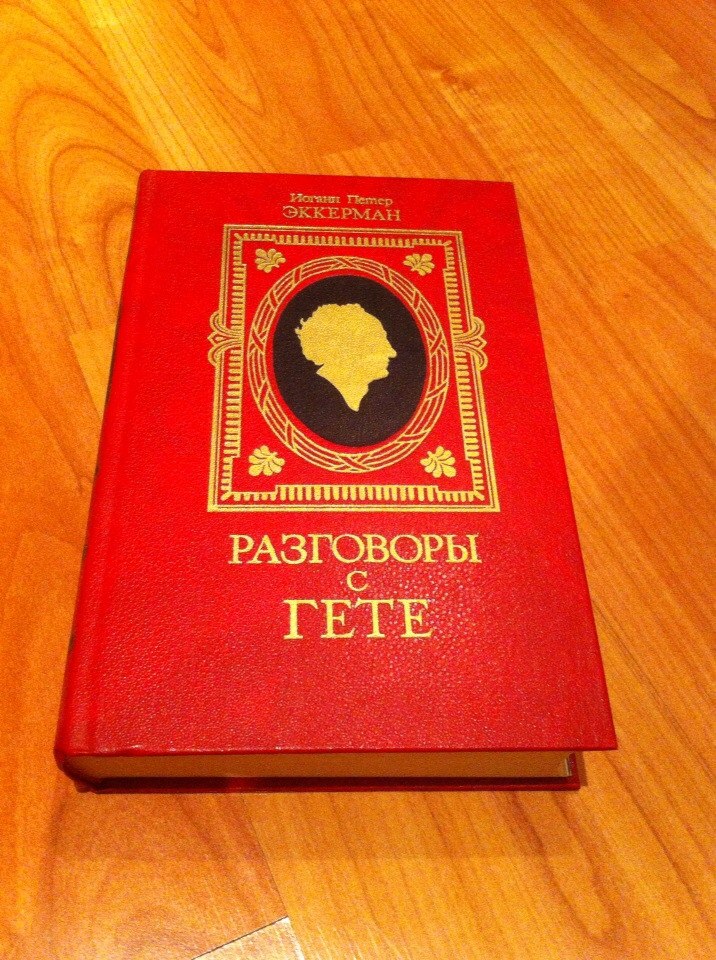 Иоганн Петер
ЭККЕРМАН
РАЗГОВОРЫ
С
ГЕТЕ